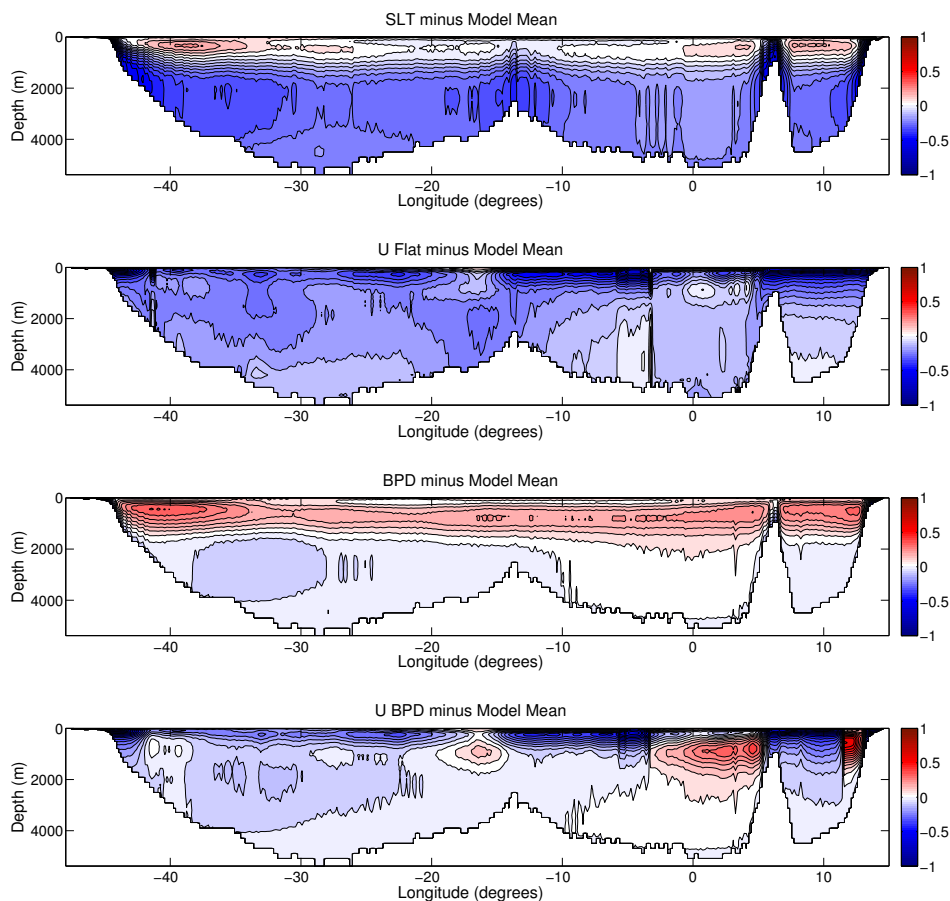 SLT minus Model Mean
0
2000
4000
Depth (m)
−40 −30 −20 −10 0 10
Longitude (degrees)
1
0.5
0
−0.5
−1
U Flat minus Model Mean
0
2000
4000
Depth (m)
−40 −30 −20 −10 0 10
Longitude (degrees)
1
0.5
0
−0.5
−1
BPD minus Model Mean
0
2000
4000
Depth (m)
−40 −30 −20 −10 0 10
Longitude (degrees)
1
0.5
0
−0.5
−1
U BPD minus Model Mean
0
2000
4000
Depth (m)
−40 −30 −20 −10 0 10
Longitude (degrees)
1
0.5
0
−0.5
−1